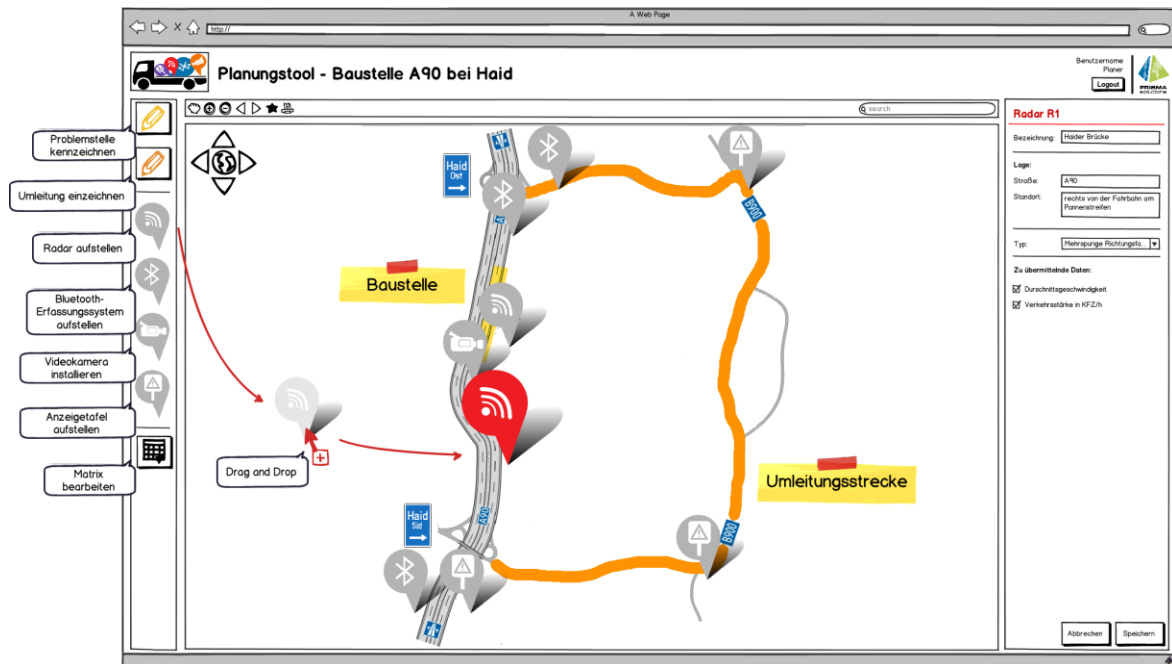 A Web Page
http://
Planungstool - Baustelle A90 bei Haid
Benutzername
Planer
Logout
PRISMA
solutions
search
Problemstelle
kennzeichnen
Umleitung einzeichnen
Radar aufstellen
Bluetooth-
Erfassungssystem
aufstellen
Videokamera
installieren
Anzeigetafel
aufstellen
Matrix
bearbeiten
Drag and Drop
Haid
Ost
Baustelle
B900
Umleitungsstrecke
Haid
Süd
A90
B900
Radar R1
Bezeichnung:
Haider Brücke
Lage:
Straße:
A90
Standort:
rechts von der Fahrbahn am
Pannenstreifen
Typ:
Mehrspurige Richtungsfa...
Zu übermittelnde Daten:
Durschnittsgeschwindigkeit
Verkehrsstärke in KFZ/h
Abbrechen
Speichern